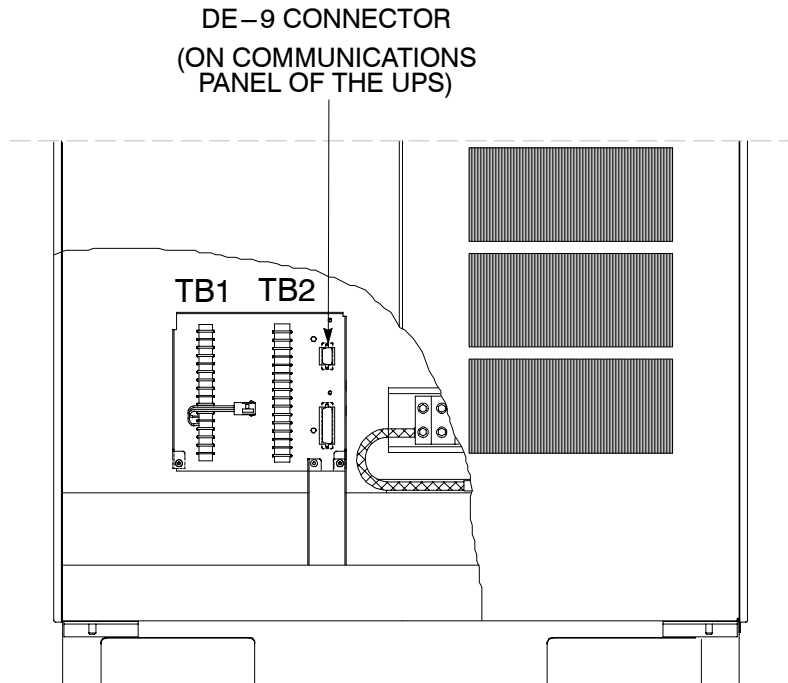 DE−9 CONNECTOR
(ON COMMUNICATIONS
PANEL OF THE UPS)
TB1 TB2